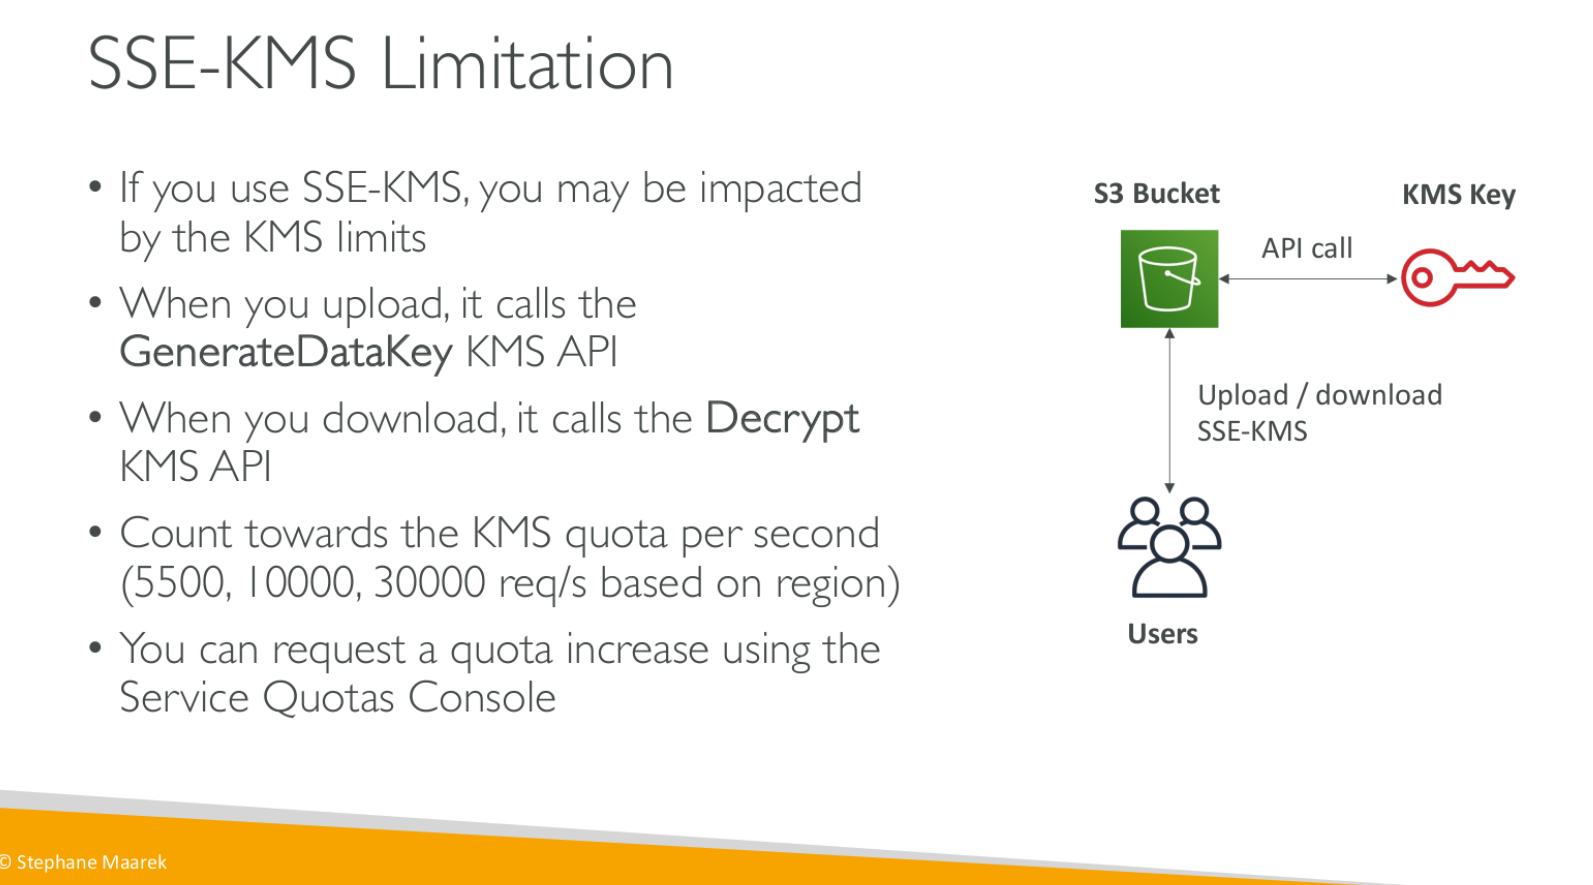 SSE-KMS Limitation
• If you use SSE-KMS, you may be impacted
by the KMS limits
• When you upload, it calls the
GenerateDataKey KMS API
• When you download, it calls the Decrypt
KMS API
• Count towards the KMS quota per second
(5500, 10000, 30000 req/s based on region)
• You can request a quota increase using the
Service Quotas Console
S3 Bucket
KMS Key
API call
Upload / download
SSE-KMS
Users
© Stephane Maarek